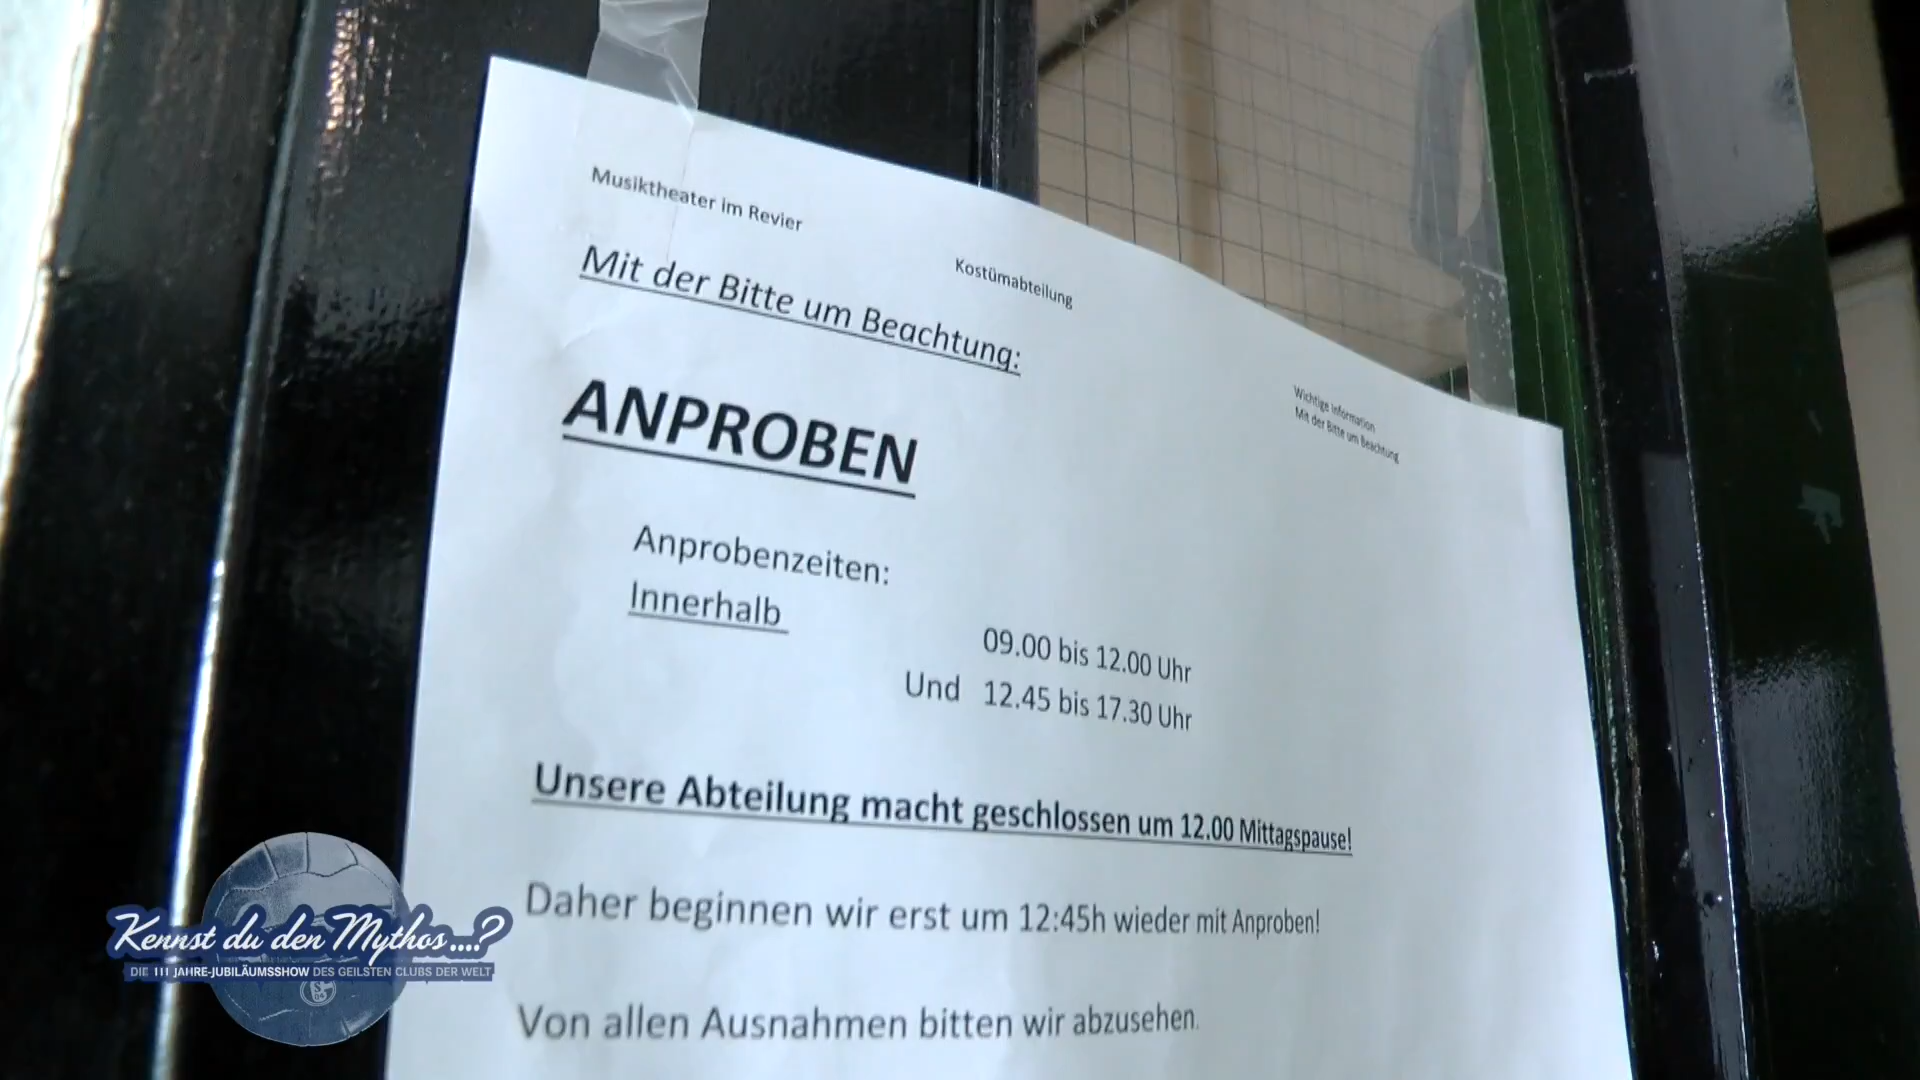 Musiktheater im Revier
Kostümabteilung
Wichtige Information
Mit der Bitte um Beachtung
Mit der Bitte um Beachtung:
ANPROBEN
Anprobenzeiten:
Innerhalb
09.00 bis 12.00 Uhr
Und 12.45 bis 17.30 Uhr
Unsere Abteilung macht geschlossen um 12.00 Mittagspause!
Daher beginnen wir erst um 12:45h wieder mit Anproben!
Von allen Ausnahmen bitten wir abzusehen.
Kennst du den Mythos....?
DIE 111 JAHRE-JUBILÄUMSSHOW DES GEILSTEN CLUBS DER WELT
S 04